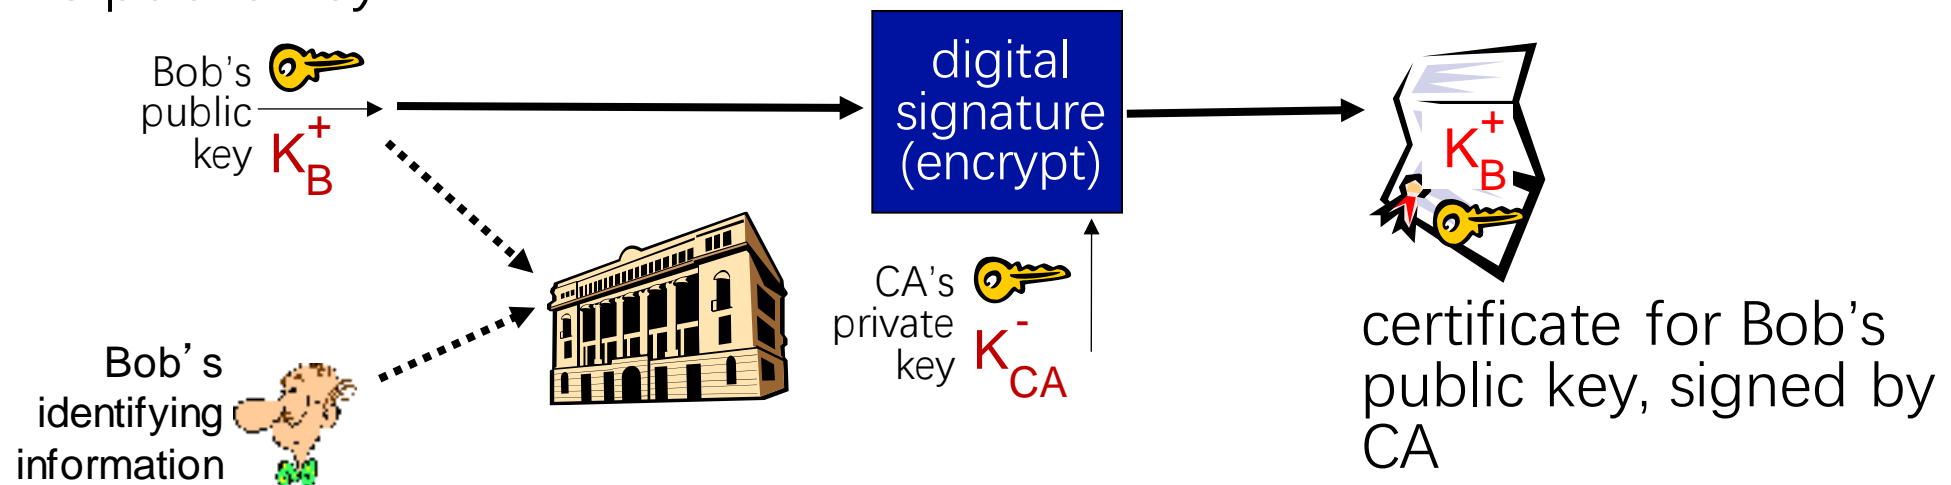 Bob's
public
key
K+B
digital
signature
(encrypt)
K+B
CA's
private
key
K-CA
Bob's
identifying
information
certificate for Bob's
public key, signed by
CA